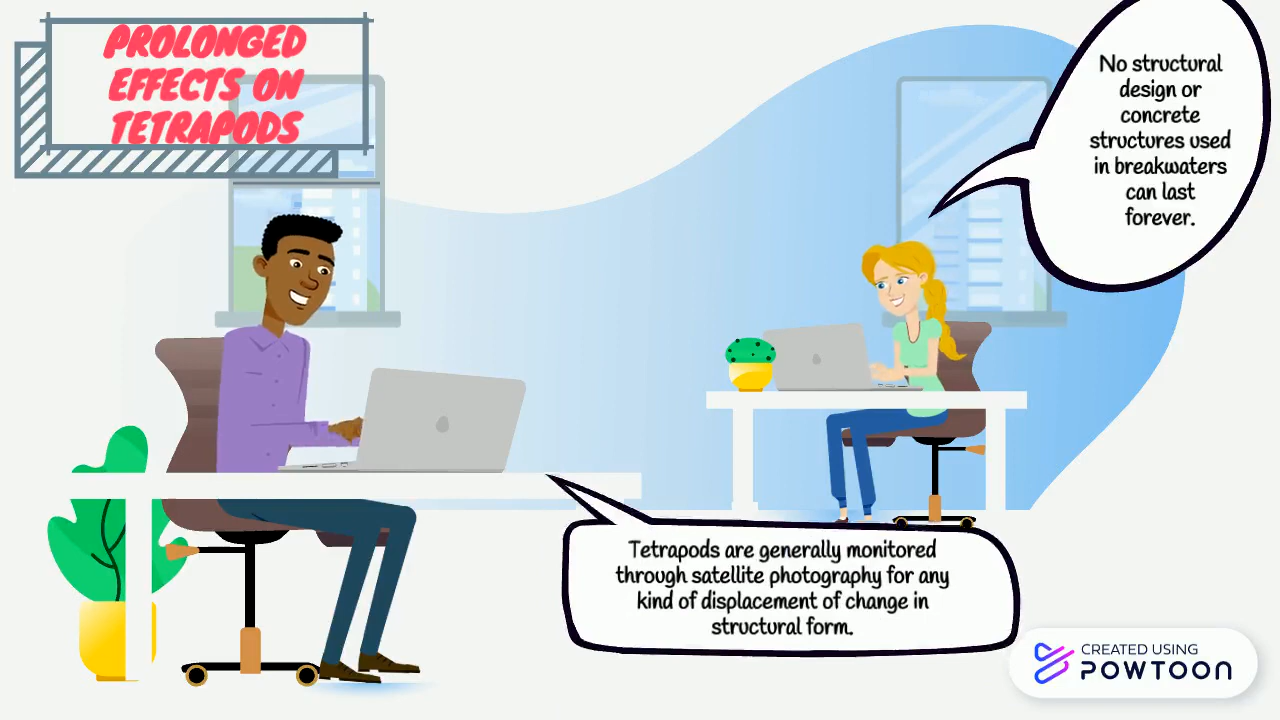 PROLONGED
EFFECTS ON
TETRAPODS
No structural
design or
concrete
structures used
in breakwaters
can last
forever.
Tetrapods are generally monitored
through satellite photography for any
kind of displacement of change in
structural form.
CREATED USING
POWTOON